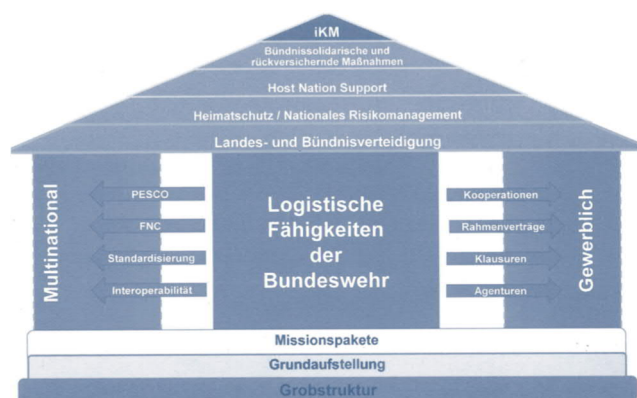 iKM
Bündnissolidarische und
rückversichernde Maßnahmen
Host Nation Support
Heimatschutz / Nationales Risikomanagement
Landes- und Bündnisverteidigung
Multinational
PESCO
FNC
Standardisierung
Interoperabilität
Logistische
Fähigkeiten
der
Bundeswehr
Kooperationen
Rahmenverträge
Klausuren
Agenturen
Gewerblich
Missionspakete
Grundaufstellung
Grobstruktur